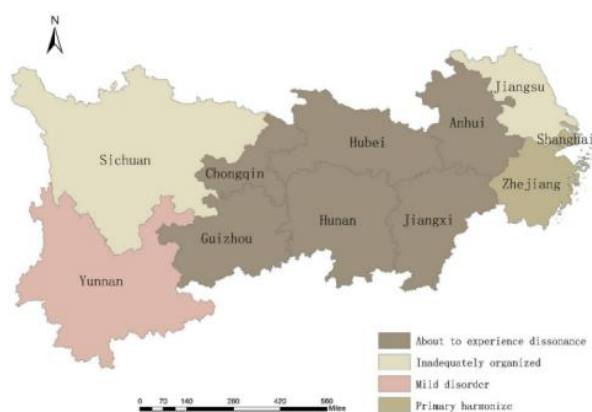 N
Jiangsu
Anhui
Shanghai
Hubei
Sichuan
Chongqin
Zhejiang
Hunan
Jiangxi
Guizhou
Yunnan
About to experience dissonance
Inadequately organized
Mild disorder
Primary harmonize
0 70 140 280 420 560
Miles